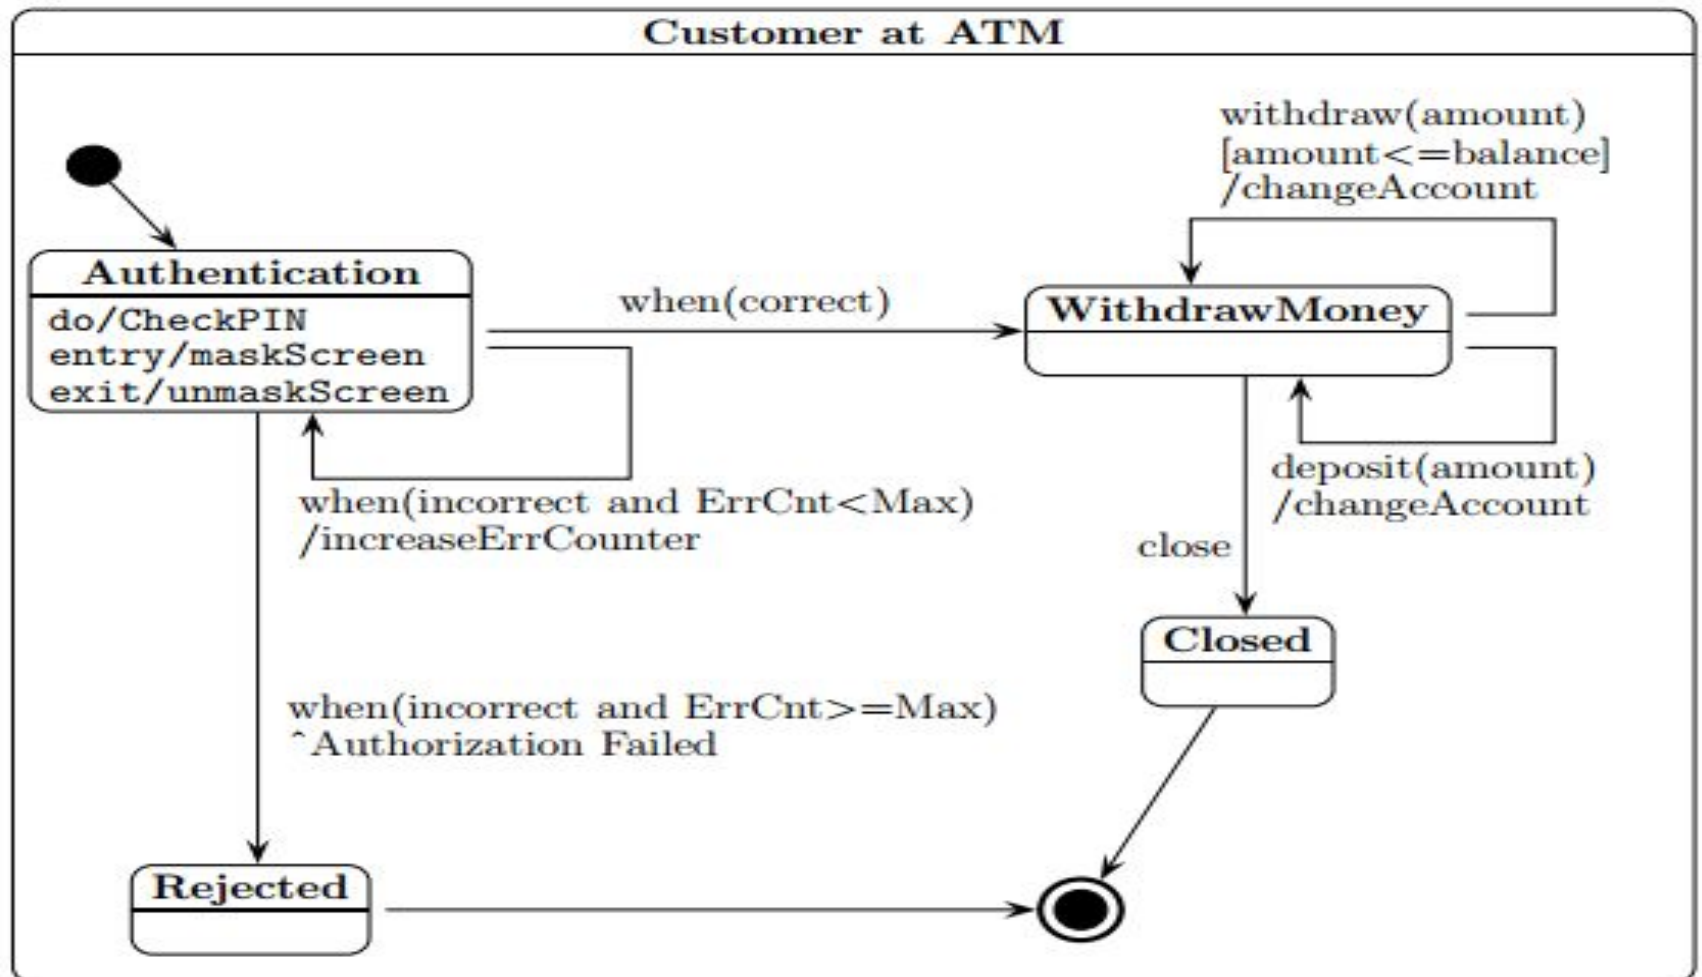 Customer at ATM
withdraw(amount)
[amount<=balance]
/changeAccount
Authentication
do/CheckPIN
entry/maskScreen
exit/unmaskScreen
when(correct)
WithdrawMoney
when(incorrect and ErrCnt<Max)
/increaseErrCounter
deposit(amount)
/changeAccount
close
Closed
when(incorrect and ErrCnt>=Max)
^Authorization Failed
Rejected